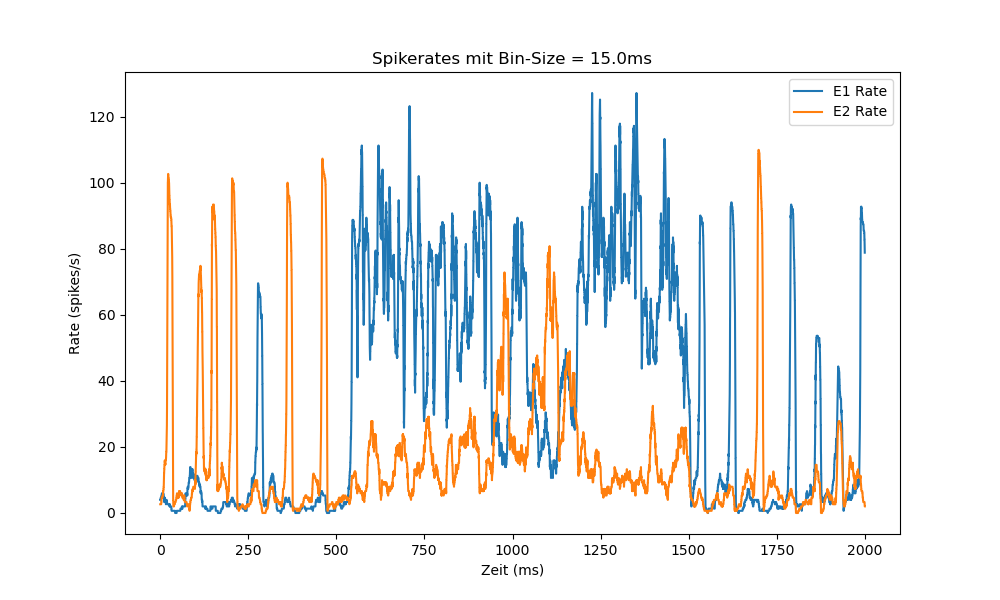 Spikerates mit Bin-Size = 15.0ms
E1 Rate
E2 Rate
Rate (spikes/s)
120
100
80
60
40
20
0
0 250 500 750 1000 1250 1500 1750 2000
Zeit (ms)